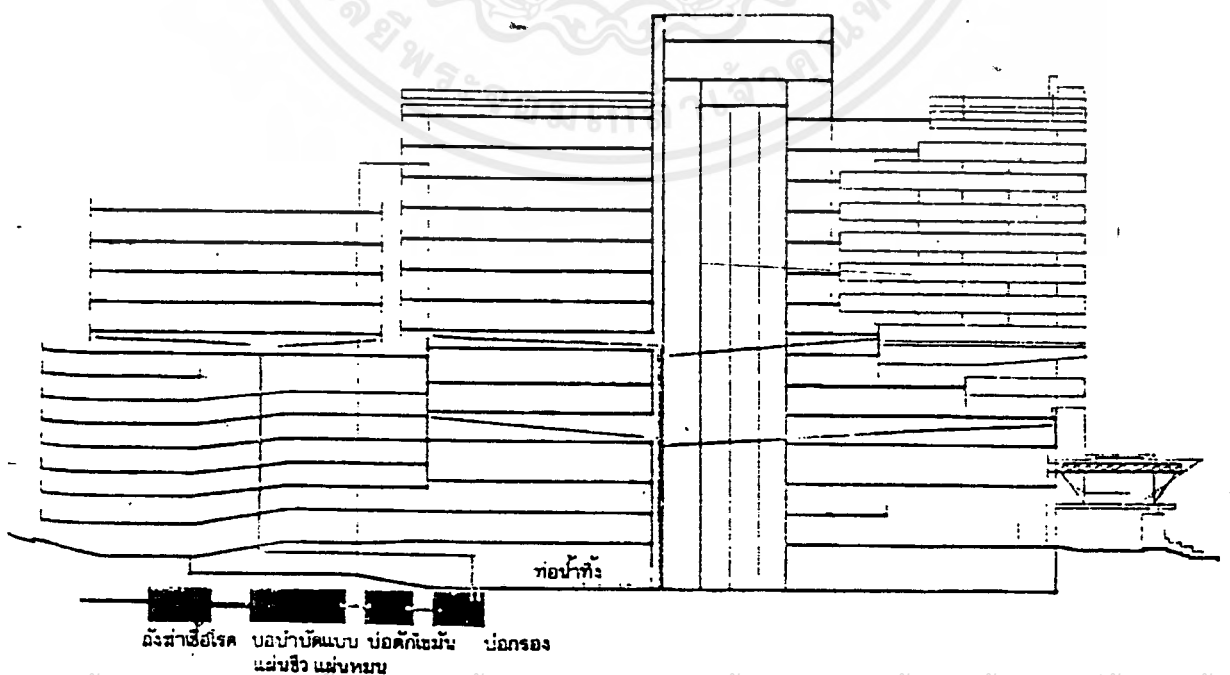 ท่อน้ำทิ้ง
ถังฆ่าเชื้อโรค บ่อบำบัดแบบ บ่อดักไขมัน บ่อกรอง
แผ่นชีว แผ่นหมุน